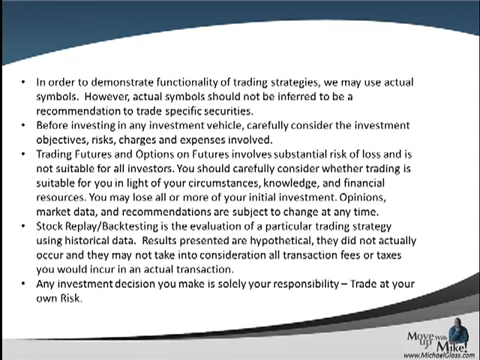 • In order to demonstrate functionality of trading strategies, we may use actual
symbols. However, actual symbols should not be inferred to be a
recommendation to trade specific securities.
• Before investing in any investment vehicle, carefully consider the investment
objectives, risks, charges and expenses involved.
• Trading Futures and Options on Futures involves substantial risk of loss and is
not suitable for all investors. You should carefully consider whether trading is
suitable for you in light of your circumstances, knowledge, and financial
resources. You may lose all or more of your initial investment. Opinions,
market data, and recommendations are subject to change at any time.
• Stock Replay/Backtesting is the evaluation of a particular trading strategy
using historical data. Results presented are hypothetical, they did not actually
occur and they may not take into consideration all transaction fees or taxes
you would incur in an actual transaction.
• Any investment decision you make is solely your responsibility – Trade at your
own Risk.
Move up with
Mike!
www.MichaelGlass.com